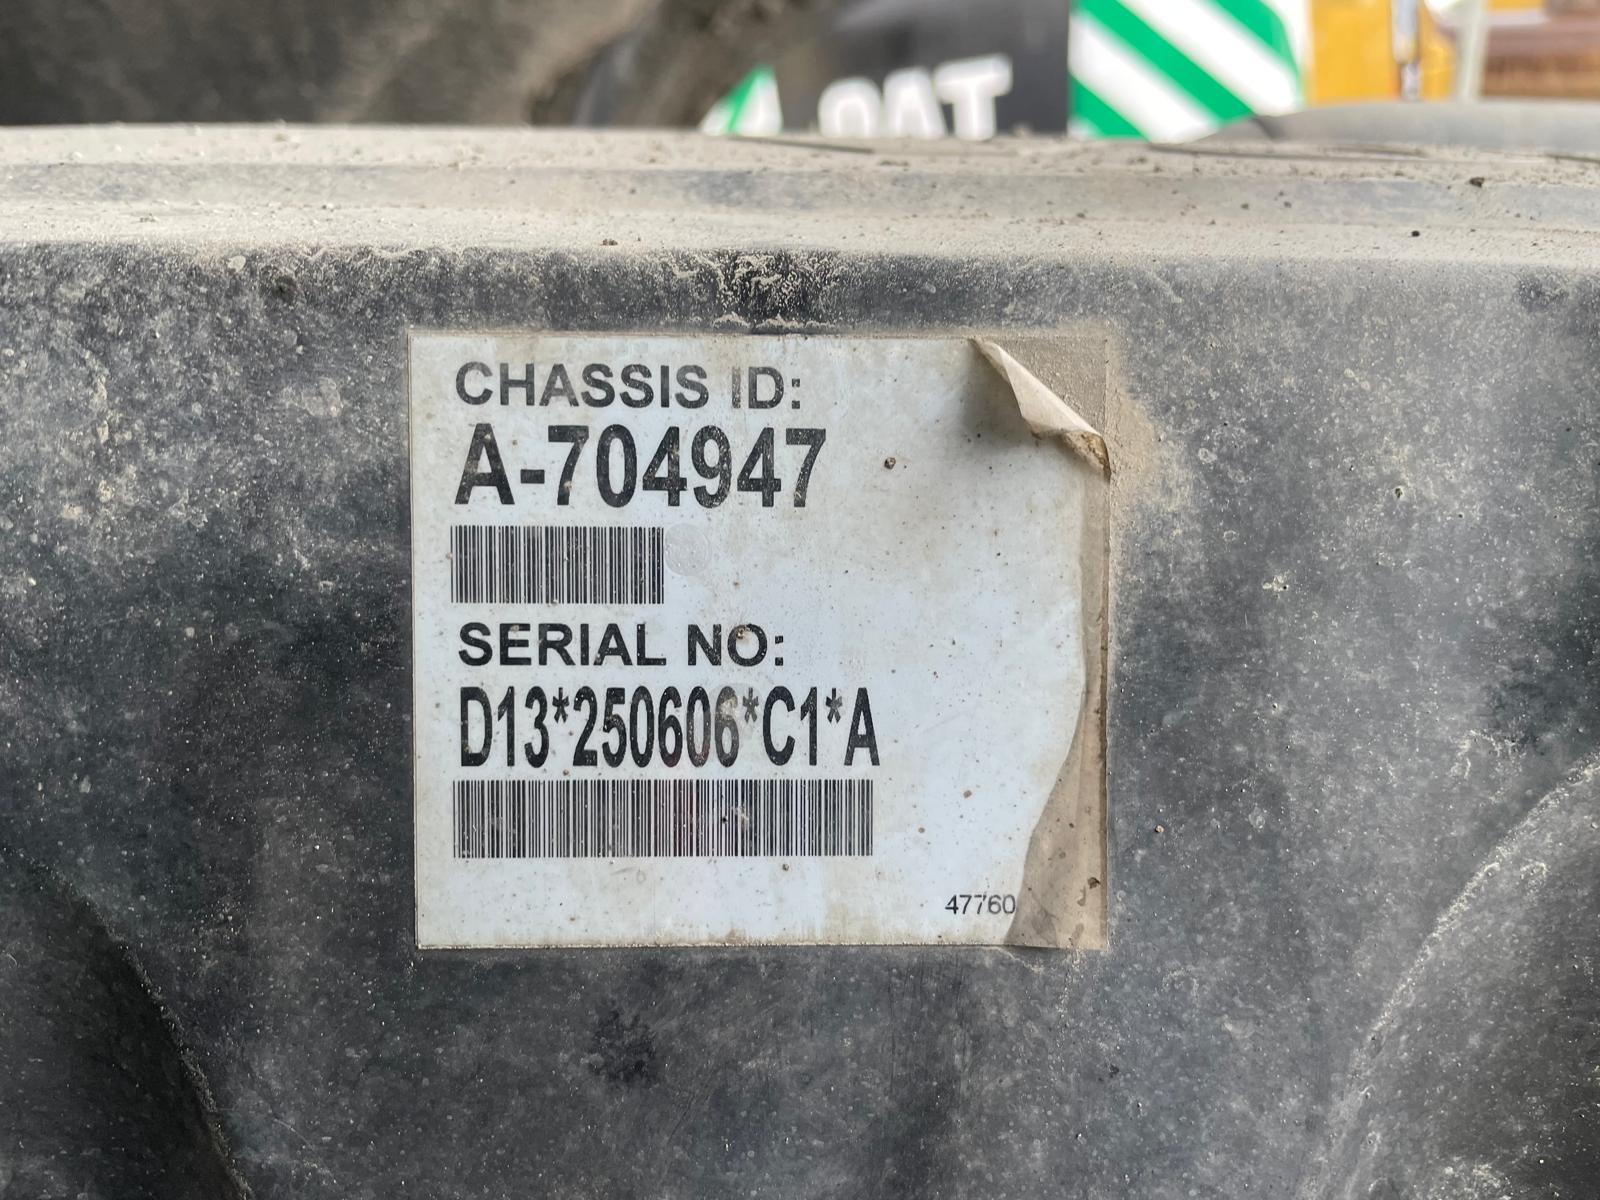 CHASSIS ID:
A-704947
SERIAL NO:
D13*250606*C1*A
47760